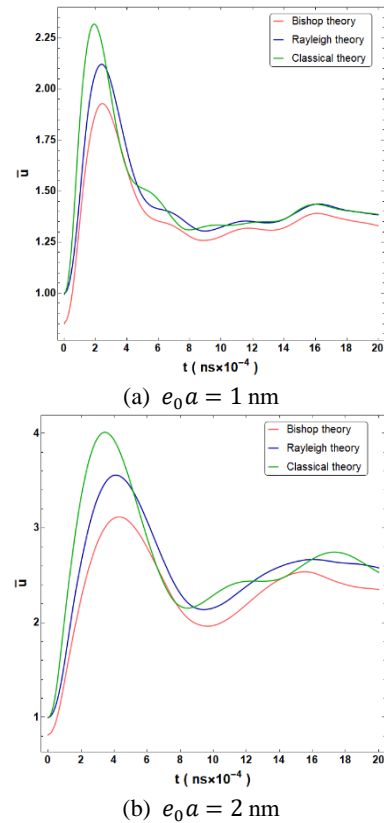 Bishop theory
Rayleigh theory
Classical theory
2.25
2.00
1.75
1.50
1.25
1.00
ū
0 2 4 6 8 10 12 14 16 18 20
t ( ns×10⁻⁴ )
(a) e₀a = 1 nm
Bishop theory
Rayleigh theory
Classical theory
4
3
2
1
ū
0 2 4 6 8 10 12 14 16 18 20
t ( ns×10⁻⁴ )
(b) e₀a = 2 nm